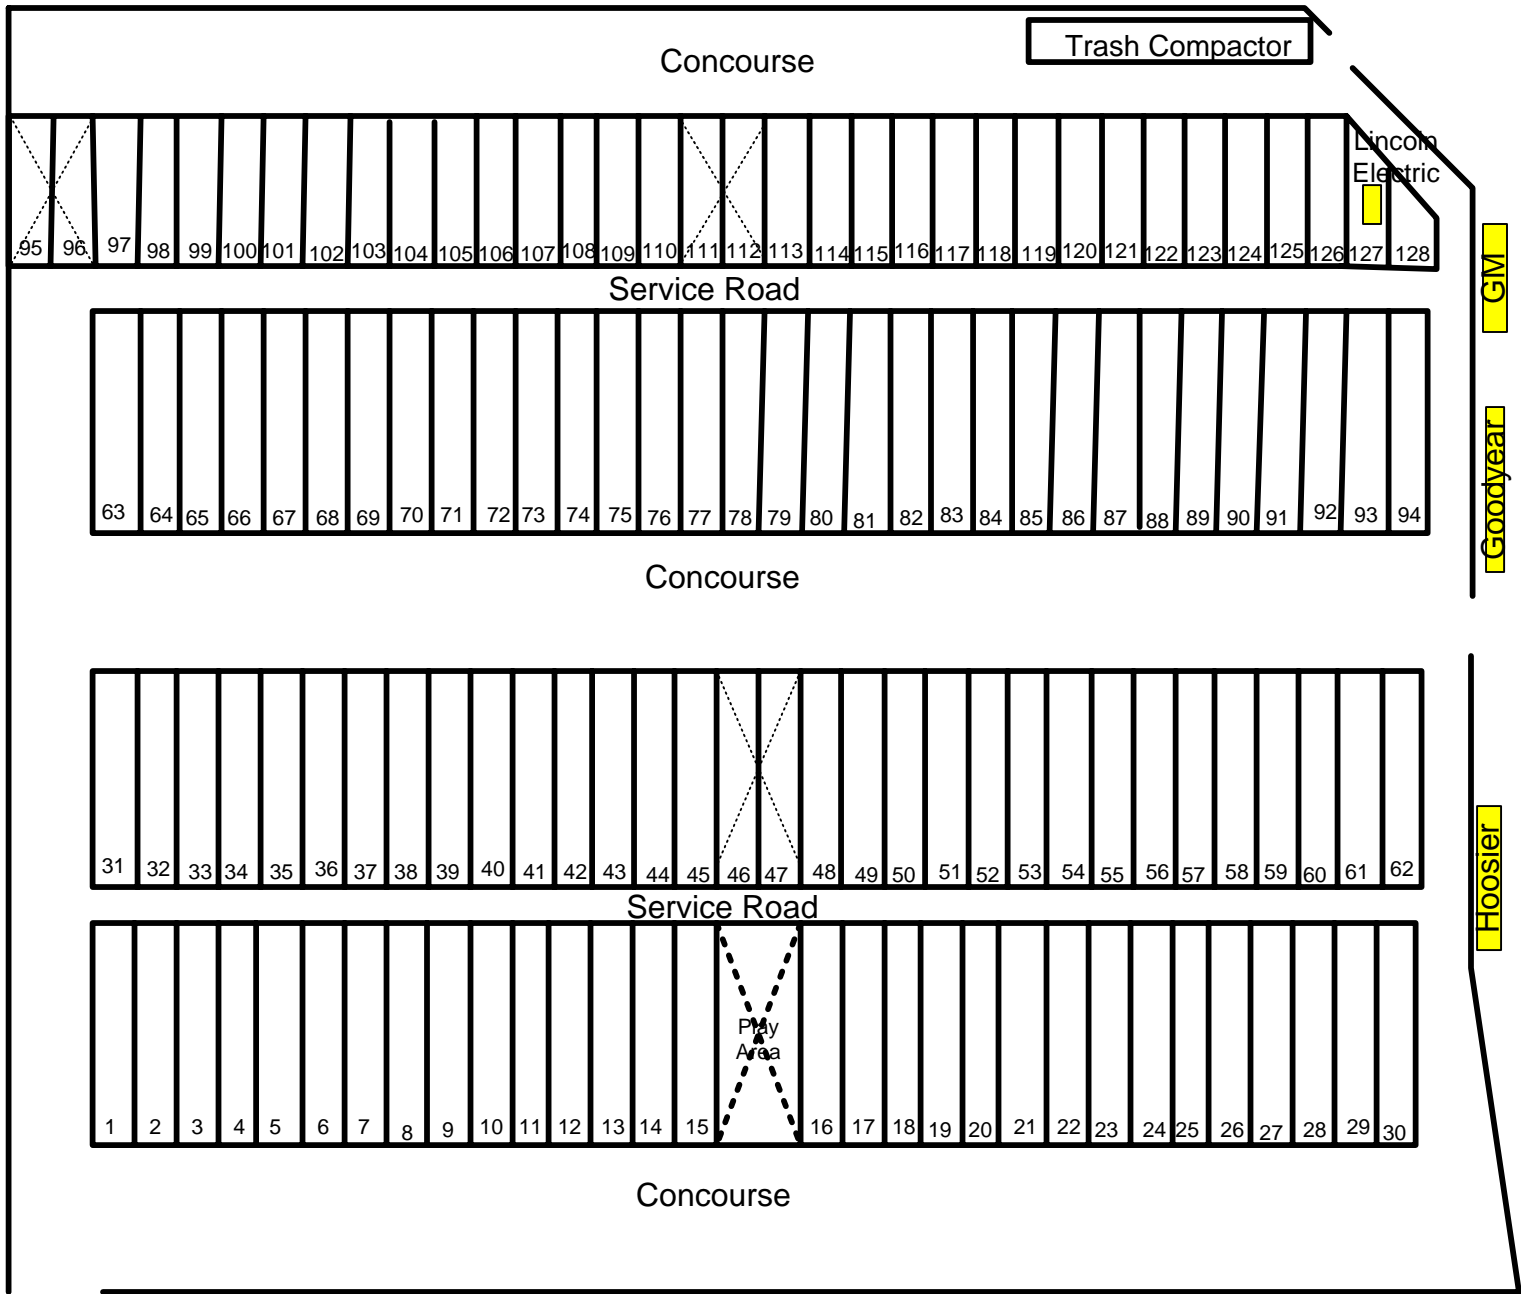 Trash Compactor
Concourse
Lincoln
Electric
95 96 97 98 99 100 101 102 103 104 105 106 107 108 109 110 111 112 113 114 115 116 117 118 119 120 121 122 123 124 125 126 127 128
GM
Service Road
63 64 65 66 67 68 69 70 71 72 73 74 75 76 77 78 79 80 81 82 83 84 85 86 87 88 89 90 91 92 93 94
Goodyear
Concourse
31 32 33 34 35 36 37 38 39 40 41 42 43 44 45 46 47 48 49 50 51 52 53 54 55 56 57 58 59 60 61 62
Hoosier
Service Road
Play
Area
1 2 3 4 5 6 7 8 9 10 11 12 13 14 15 16 17 18 19 20 21 22 23 24 25 26 27 28 29 30
Concourse